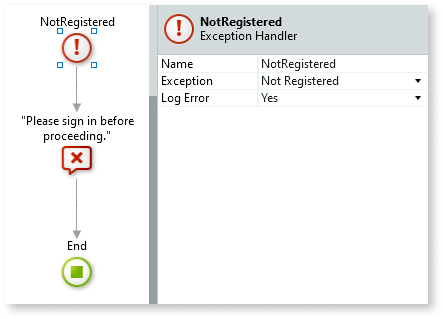 NotRegistered
"Please sign in before
proceeding."
End
NotRegistered
Exception Handler
Name NotRegistered
Exception Not Registered
Log Error Yes